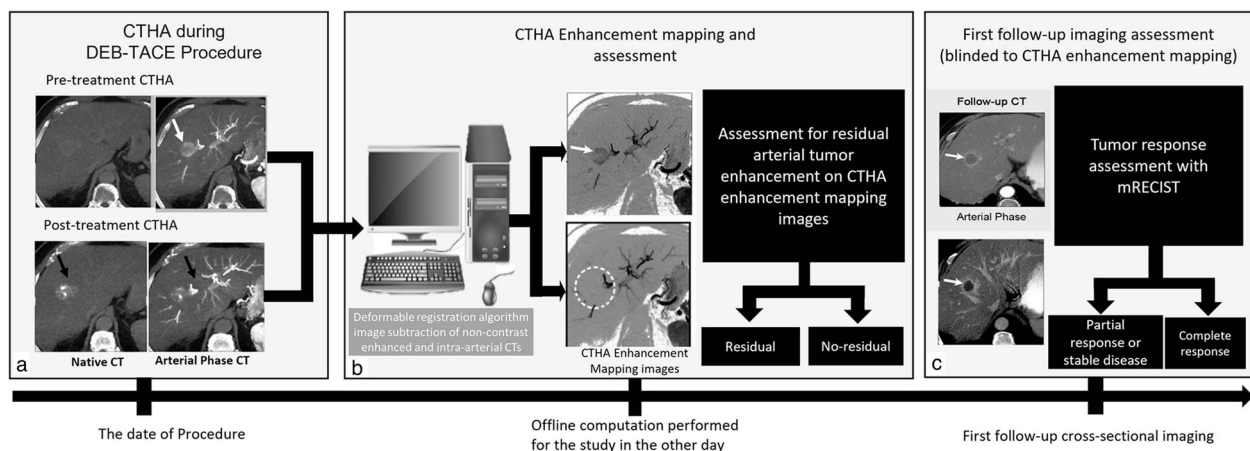 CTHA during
DEB-TACE Procedure
Pre-treatment CTHA
Post-treatment CTHA
Native CT
Arterial Phase CT
a
CTHA Enhancement mapping and
assessment
Deformable registration algorithm
image subtraction of non-contrast
enhanced and intra-arterial CTs
CTHA Enhancement
Mapping images
Assessment for residual
arterial tumor
enhancement on CTHA
enhancement mapping
images
Residual
No-residual
b
First follow-up imaging assessment
(blinded to CTHA enhancement mapping)
Follow-up CT
Arterial Phase
Tumor response
assessment with
mRECIST
Partial
response or
stable disease
Complete
response
c
The date of Procedure
Offline computation performed
for the study in the other day
First follow-up cross-sectional imaging